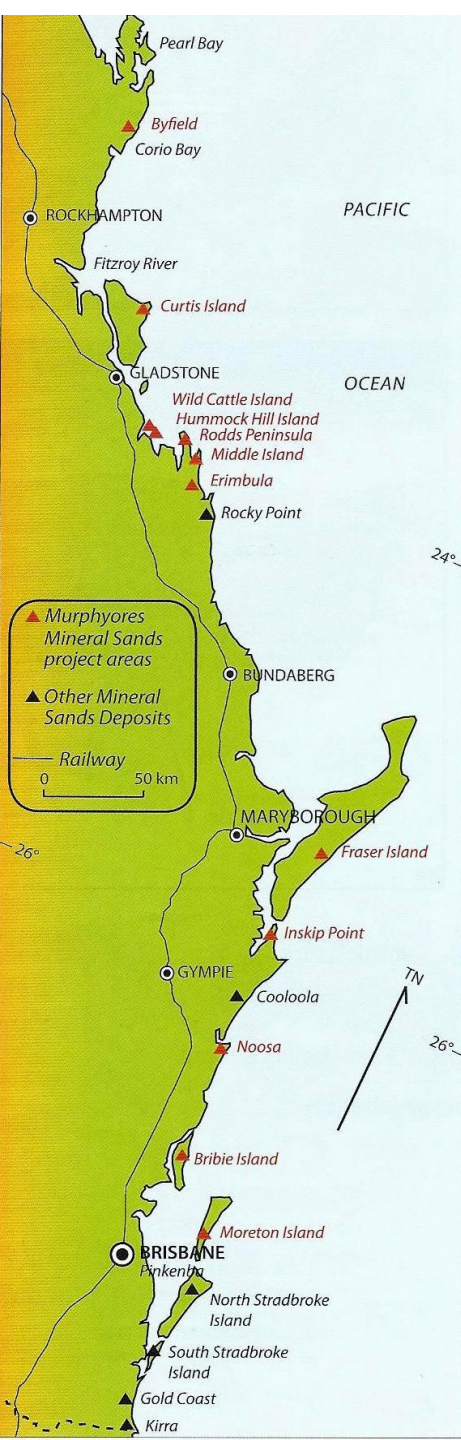 Pearl Bay
Byfield
Corio Bay
ROCKHAMPTON
PACIFIC
Fitzroy River
Curtis Island
GLADSTONE
OCEAN
Wild Cattle Island
Hummock Hill Island
Rodds Peninsula
Middle Island
Erimbula
Rocky Point
24°
Murphyores
Mineral Sands
project areas
BUNDABERG
Other Mineral
Sands Deposits
Railway
0 50 km
MARYBOROUGH
26°
Fraser Island
Inskip Point
GYMPIE
TN
Cooloola
Noosa
26°
Bribie Island
Moreton Island
BRISBANE
Pinkenba
North Stradbroke
Island
South Stradbroke
Island
Gold Coast
Kirra